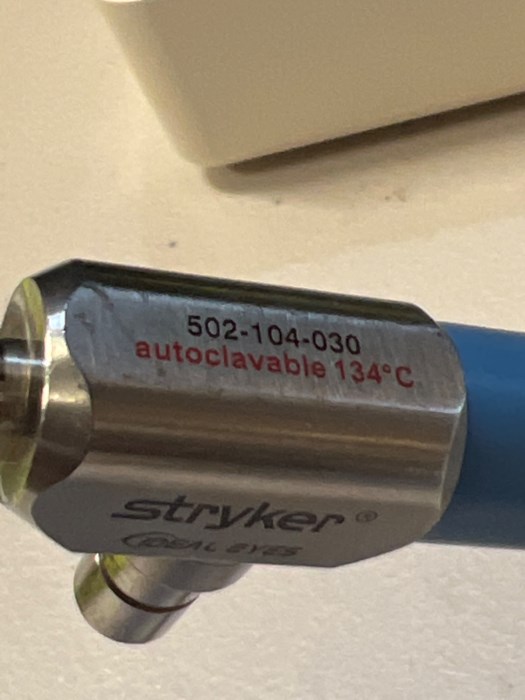 502-104-030
autoclavable 134°C
stryker®
IDEAL EYES